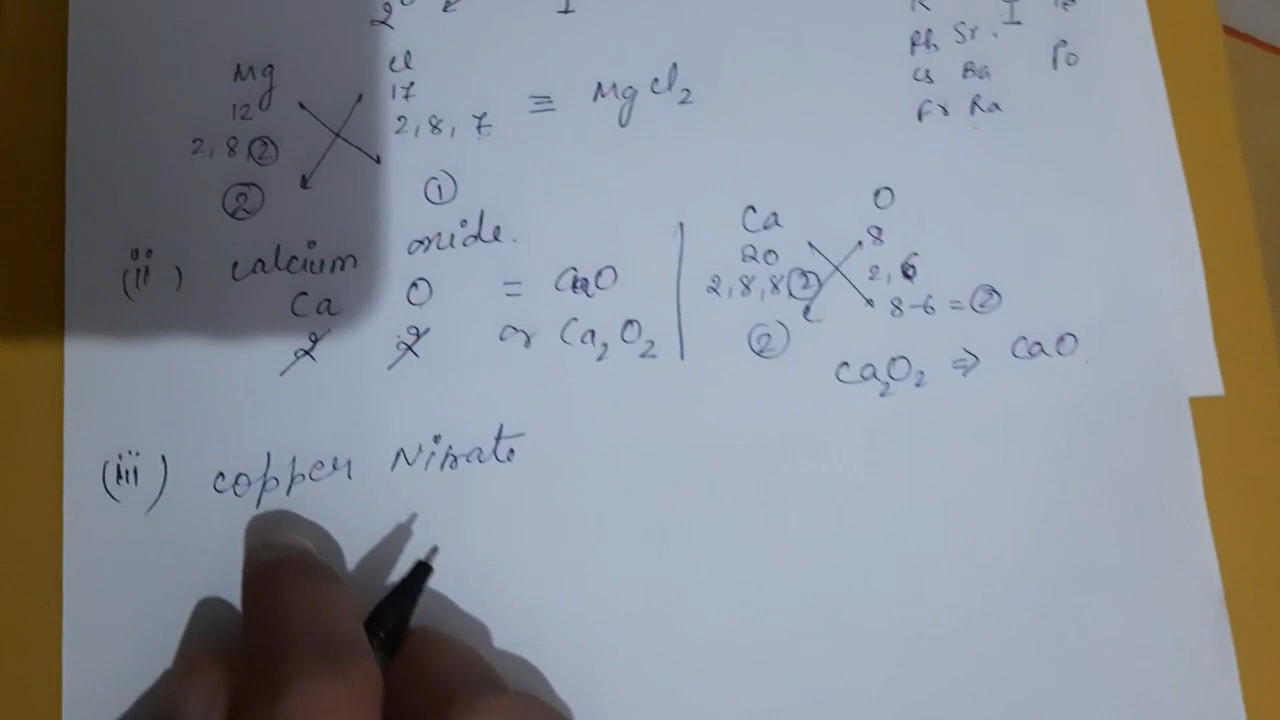 Mg Cl
12 17
2, 8 2 2, 8, 7 ≡ MgCl2
2 1
Sr.
Po
Cs Ba
Fr Ra
(ii) Calcium oxide.
Ca O = CaO
2 2 or Ca2O2
Ca O
20 8
2, 8, 8 2 2, 6
8-6 = 2
2
Ca2O2 ⇒ CaO
(iii) Copper Nitrate